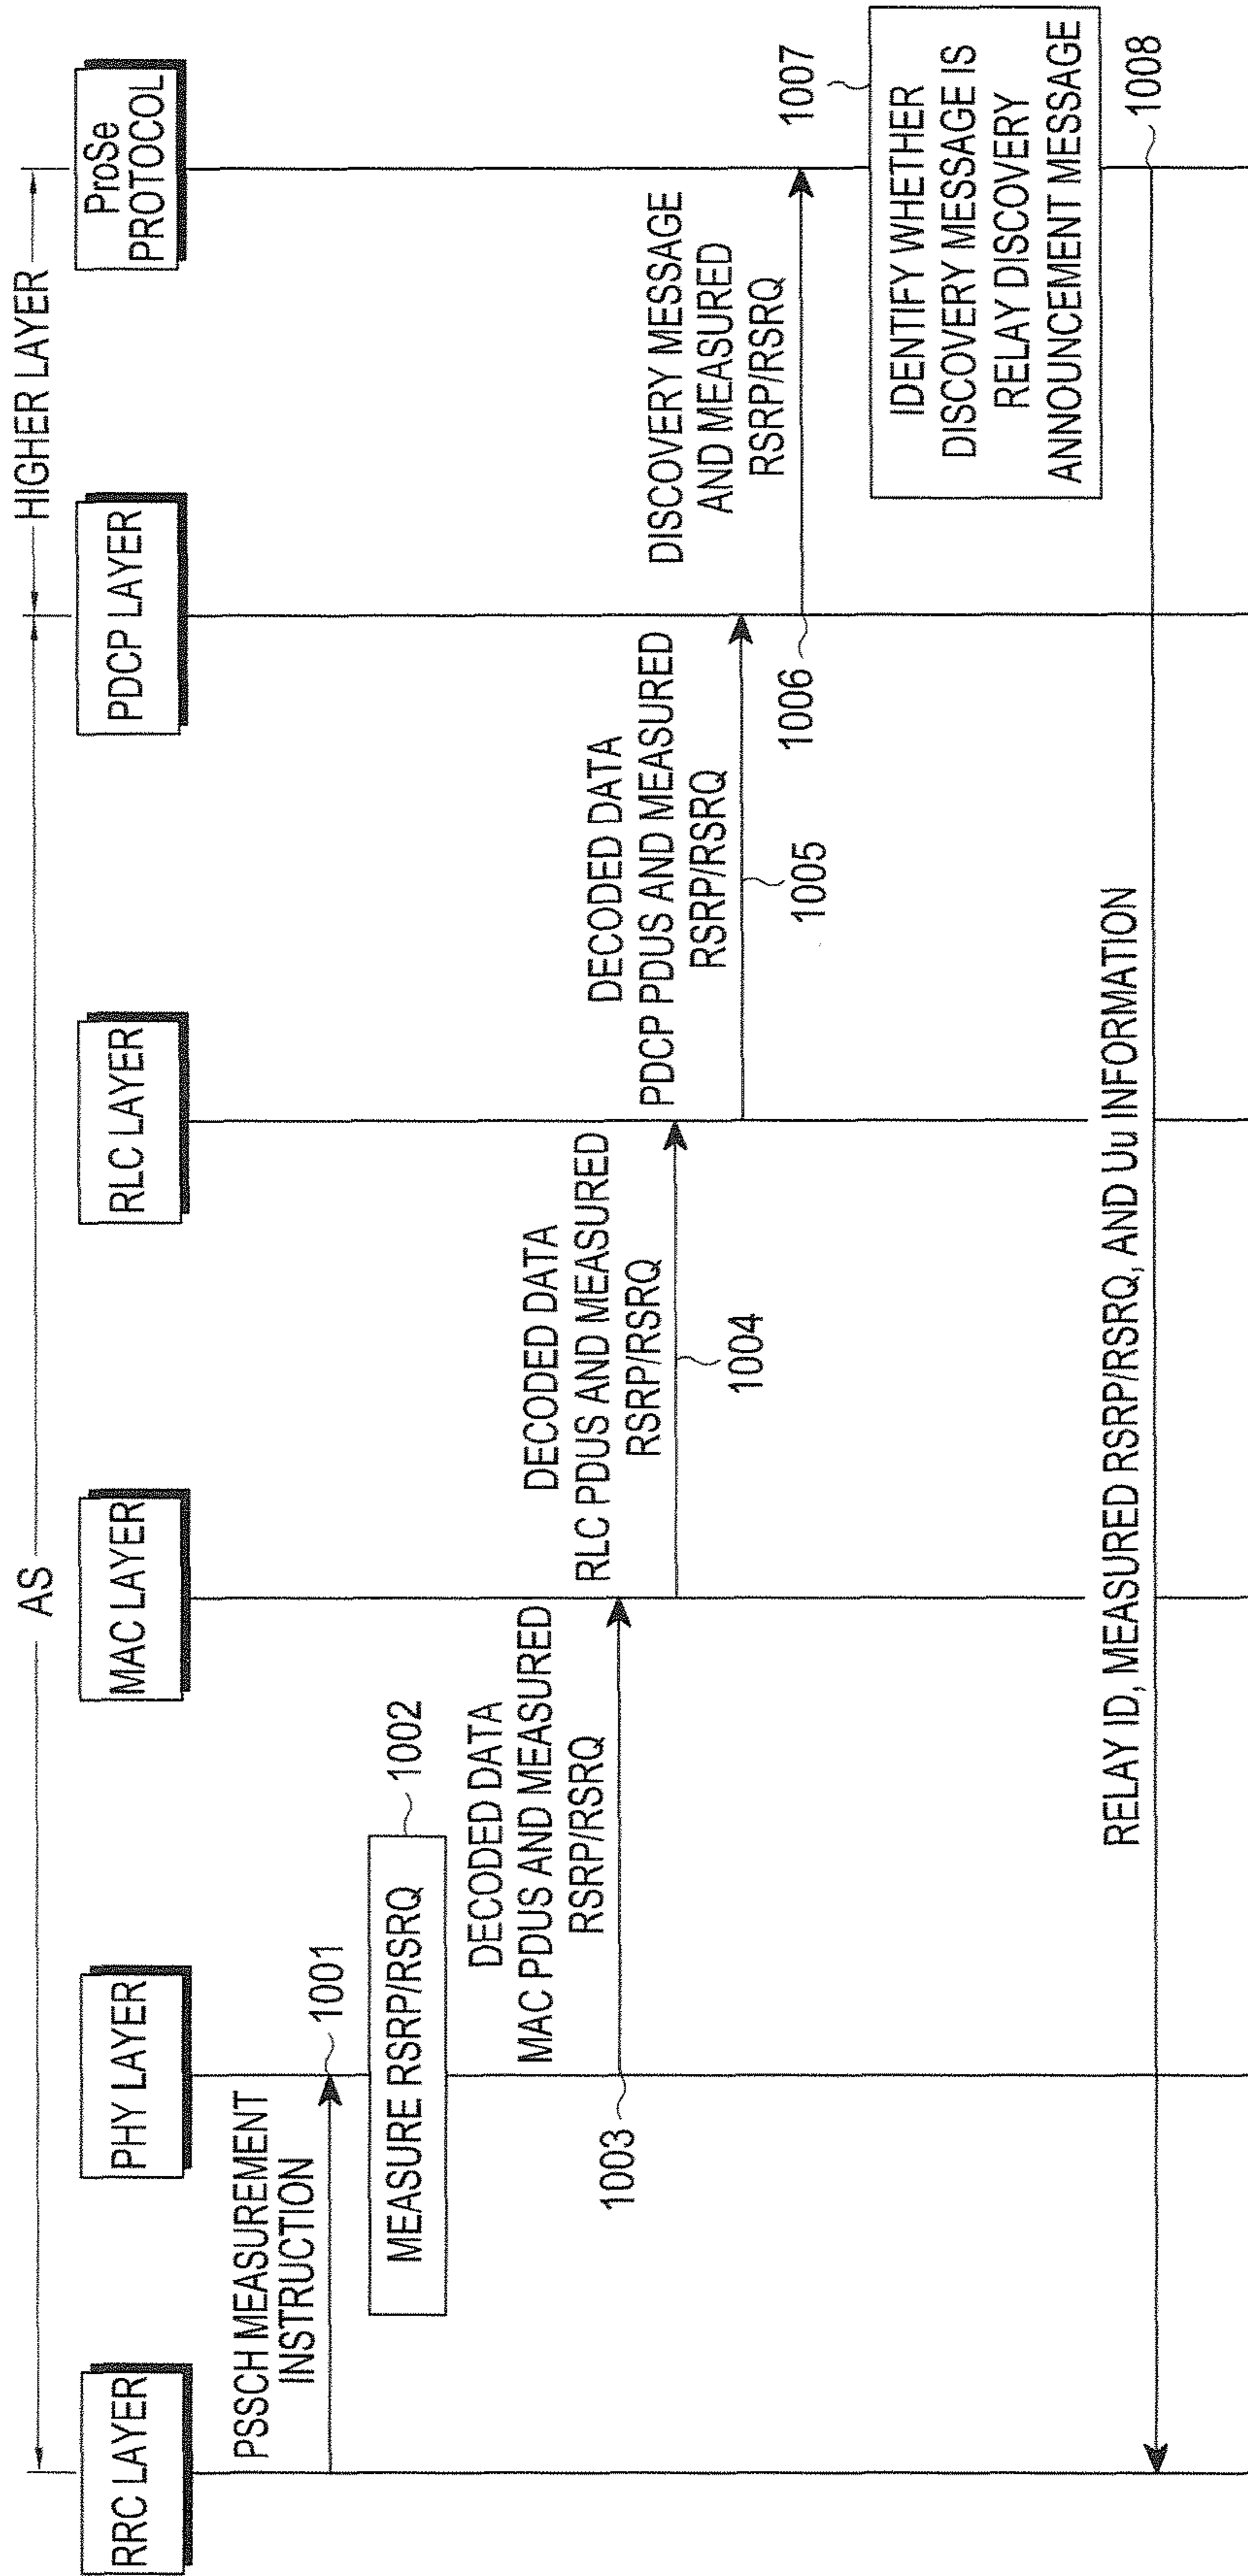 AS
HIGHER LAYER
RRC LAYER
PHY LAYER
MAC LAYER
RLC LAYER
PDCP LAYER
ProSe
PROTOCOL
PSSCH MEASUREMENT
INSTRUCTION
1001
MEASURE RSRP/RSRQ
1002
DECODED DATA
MAC PDUS AND MEASURED
RSRP/RSRQ
1003
DECODED DATA
RLC PDUS AND MEASURED
RSRP/RSRQ
1004
DECODED DATA
PDCP PDUS AND MEASURED
RSRP/RSRQ
1005
DISCOVERY MESSAGE
AND MEASURED
RSRP/RSRQ
1006
1007
IDENTIFY WHETHER
DISCOVERY MESSAGE IS
RELAY DISCOVERY
ANNOUNCEMENT MESSAGE
1008
RELAY ID, MEASURED RSRP/RSRQ, AND Uu INFORMATION